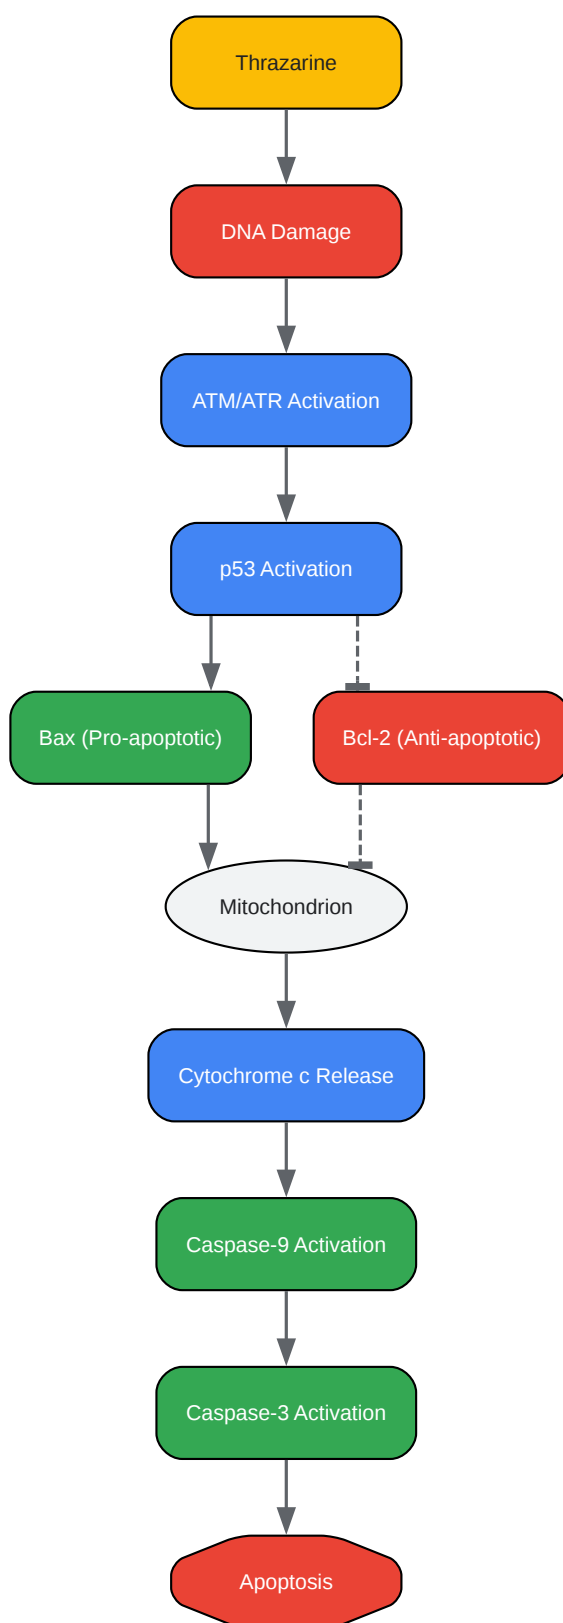 Thrazarine
DNA Damage
ATM/ATR Activation
p53 Activation
Bax (Pro-apoptotic)
Bcl-2 (Anti-apoptotic)
Mitochondrion
Cytochrome c Release
Caspase-9 Activation
Caspase-3 Activation
Apoptosis